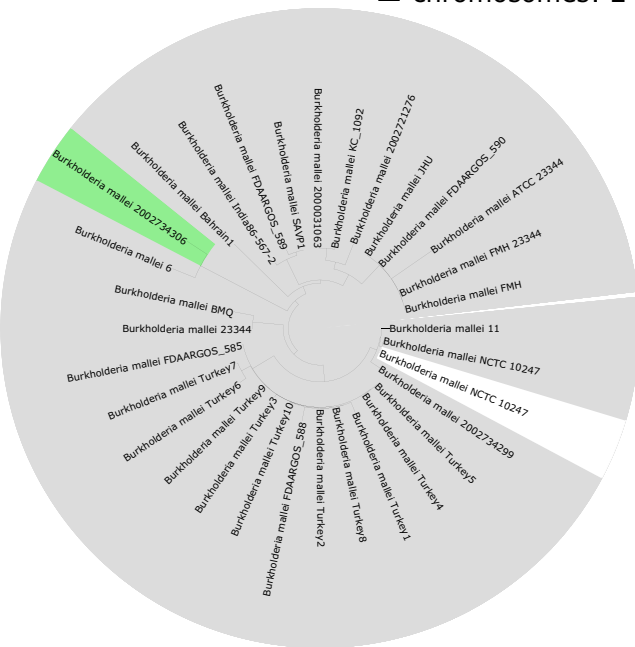 chromosomes: 2
Burkholderia mallei FDAARGOS_589
Burkholderia mallei SAVP1
Burkholderia mallei 2000031063
Burkholderia mallei KC_1092
Burkholderia mallei 2002721276
Burkholderia mallei JHU
Burkholderia mallei FDAARGOS_590
Burkholderia mallei ATCC 23344
Burkholderia mallei FMH 23344
Burkholderia mallei FMH
Burkholderia mallei 11
Burkholderia mallei NCTC 10247
Burkholderia mallei NCTC 10247
Burkholderia mallei 2002734299
Burkholderia mallei Turkey5
Burkholderia mallei Turkey4
Burkholderia mallei Turkey1
Burkholderia mallei Turkey8
Burkholderia mallei Turkey2
Burkholderia mallei FDAARGOS_588
Burkholderia mallei Turkey10
Burkholderia mallei Turkey3
Burkholderia mallei Turkey9
Burkholderia mallei Turkey6
Burkholderia mallei Turkey7
Burkholderia mallei FDAARGOS_585
Burkholderia mallei 23344
Burkholderia mallei BMQ
Burkholderia mallei 6
Burkholderia mallei 2002734306
Burkholderia mallei Bahrain1
Burkholderia mallei India86-567-2